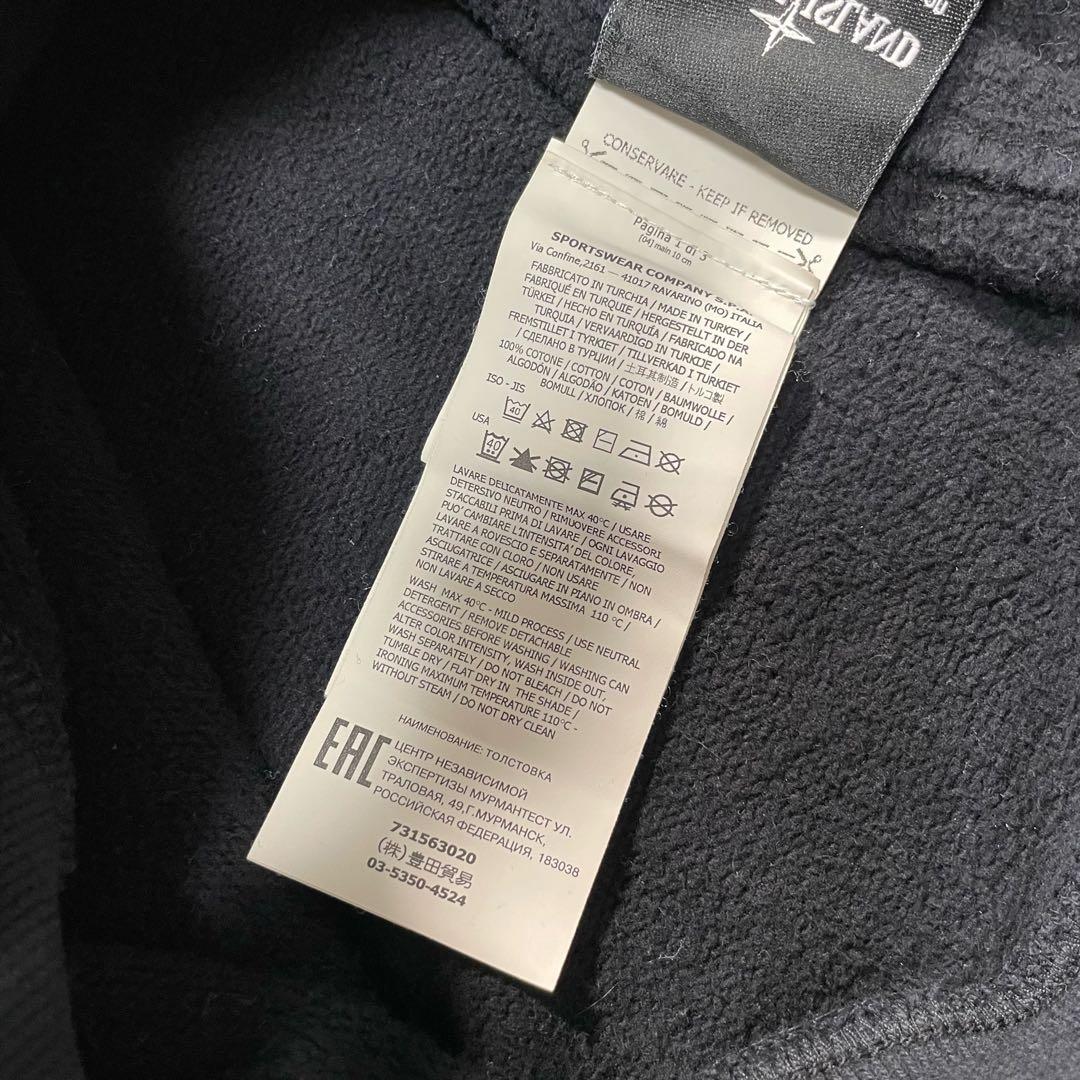 ISLAND
CONSERVARE - KEEP IF REMOVED
Pagina 1 di 3
(04) main 10 cm
SPORTSWEAR COMPANY S.P.A.
Via Confine,2161 — 41017 RAVARINO (MO) ITALIA
FABBRICATO IN TURCHIA / MADE IN TURKEY /
FABRIQUÉ EN TURQUIE / HERGESTELLT IN DER
TÜRKEI / HECHO EN TURQUÍA / FABRICADO NA
TURQUIA / VERVAARDIGD IN TURKIJE /
FREMSTILLET I TYRKIET / TILLVERKAD I TURKIET
/ СДЕЛАНО В ТУРЦИИ / 土耳其制造 / トルコ製
100% COTONE / COTTON / COTON / BAUMWOLLE /
ALGODÓN / ALGODÃO / KATOEN / BOMULD /
BOMULL / ХЛОПОК / 棉 / 綿
ISO - JIS
40
USA
40
LAVARE DELICATAMENTE MAX 40°C / USARE
DETERSIVO NEUTRO / RIMUOVERE ACCESSORI
STACCABILI PRIMA DI LAVARE / OGNI LAVAGGIO
PUO' CAMBIARE L'INTENSITA' DEL COLORE,
LAVARE A ROVESCIO E SEPARATAMENTE / NON
TRATTARE CON CLORO / NON USARE
ASCIUGATRICE / ASCIUGARE IN PIANO IN OMBRA /
STIRARE A TEMPERATURA MASSIMA 110 °C /
NON LAVARE A SECCO
WASH MAX 40°C - MILD PROCESS / USE NEUTRAL
DETERGENT / REMOVE DETACHABLE
ACCESSORIES BEFORE WASHING / WASHING CAN
ALTER COLOR INTENSITY, WASH INSIDE OUT,
WASH SEPARATELY / DO NOT BLEACH / DO NOT
TUMBLE DRY / FLAT DRY IN THE SHADE /
IRONING MAXIMUM TEMPERATURE 110°C -
WITHOUT STEAM / DO NOT DRY CLEAN
EAC
НАИМЕНОВАНИЕ: ТОЛСТОВКА
ЦЕНТР НЕЗАВИСИМОЙ
ЭКСПЕРТИЗЫ МУРМАНТЕСТ УЛ.
ТРАЛОВАЯ, 49,Г.МУРМАНСК,
РОССИЙСКАЯ ФЕДЕРАЦИЯ, 183038
731563020
(株) 豊田貿易
03-5350-4524